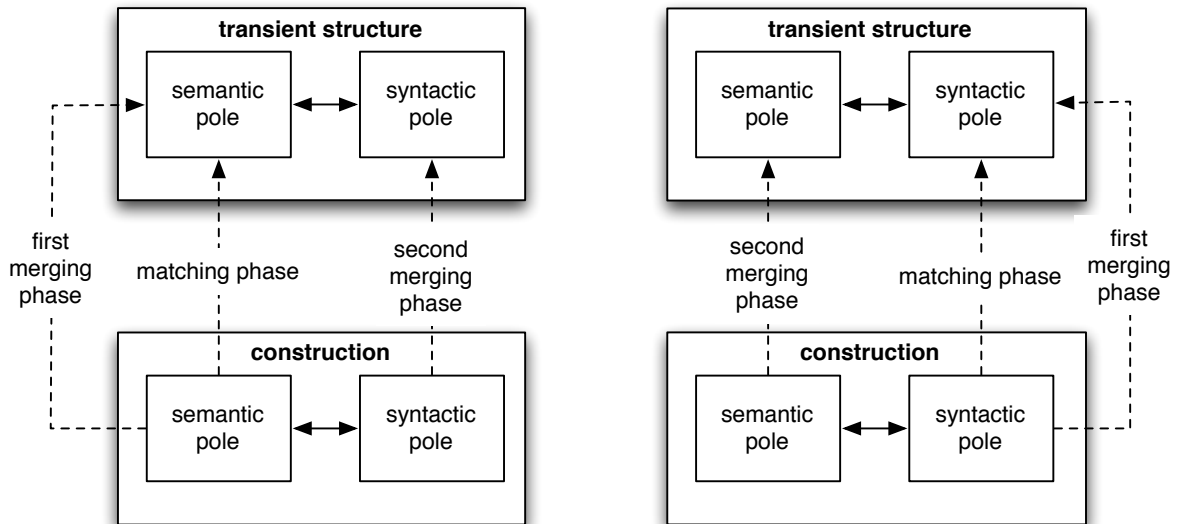 transient structure
semantic
pole
syntactic
pole
first
merging
phase
matching phase
second
merging
phase
construction
semantic
pole
syntactic
pole
transient structure
semantic
pole
syntactic
pole
second
merging
phase
matching phase
first
merging
phase
construction
semantic
pole
syntactic
pole